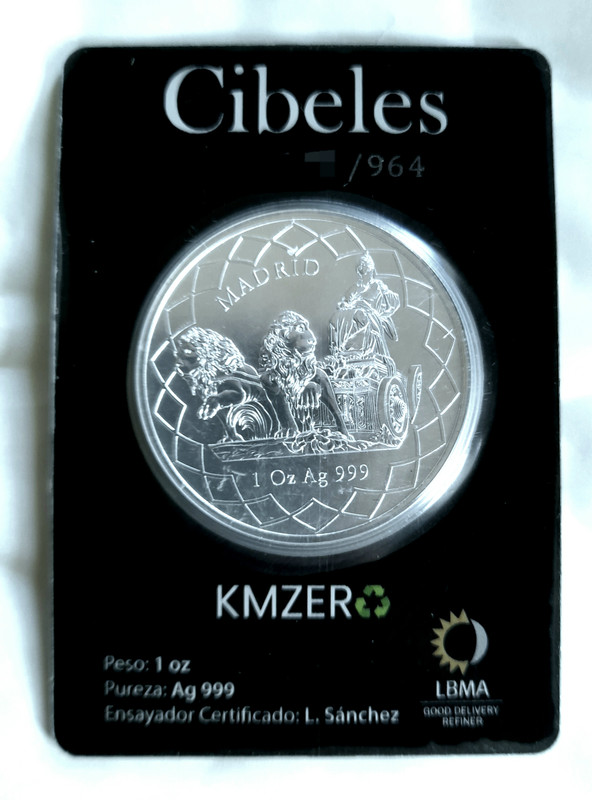 Cibeles
/964
MADRID
1 Oz Ag 999
KMZER
Peso: 1 oz
Pureza: Ag 999
Ensayador Certificado: L. Sánchez
LBMA
GOOD DELIVERY
REFINER